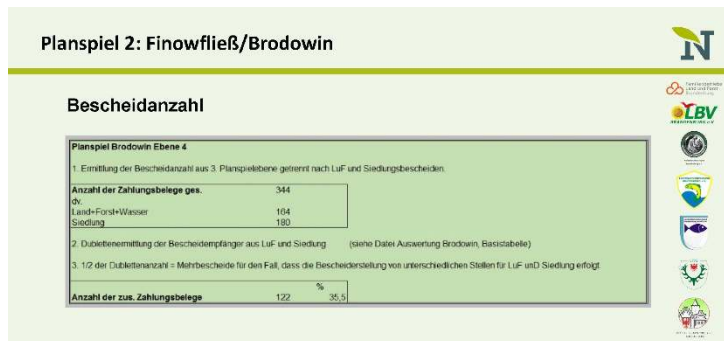 Planspiel 2: Finowfließ/Brodowin
N
Bescheidanzahl
LBV
Planspiel Brodowin Ebene 4
1. Ermittlung der Bescheidanzahl aus 3. Planspielebene getrennt nach LuF und Siedlungsbescheiden.
Anzahl der Zahlungsbelege ges. 344
dv.
Land+Forst+Wasser 164
Siedlung 180
2. Dublettenermittlung der Bescheidempfänger aus LuF und Siedlung (siehe Datei Auswertung Brodowin, Basistabelle)
3. 1/2 der Dublettenanzahl = Mehrbescheide für den Fall, dass die Bescheiderstellung von unterschiedlichen Stellen für LuF unD Siedlung erfolgt
%
Anzahl der zus. Zahlungsbelege 122 35,5